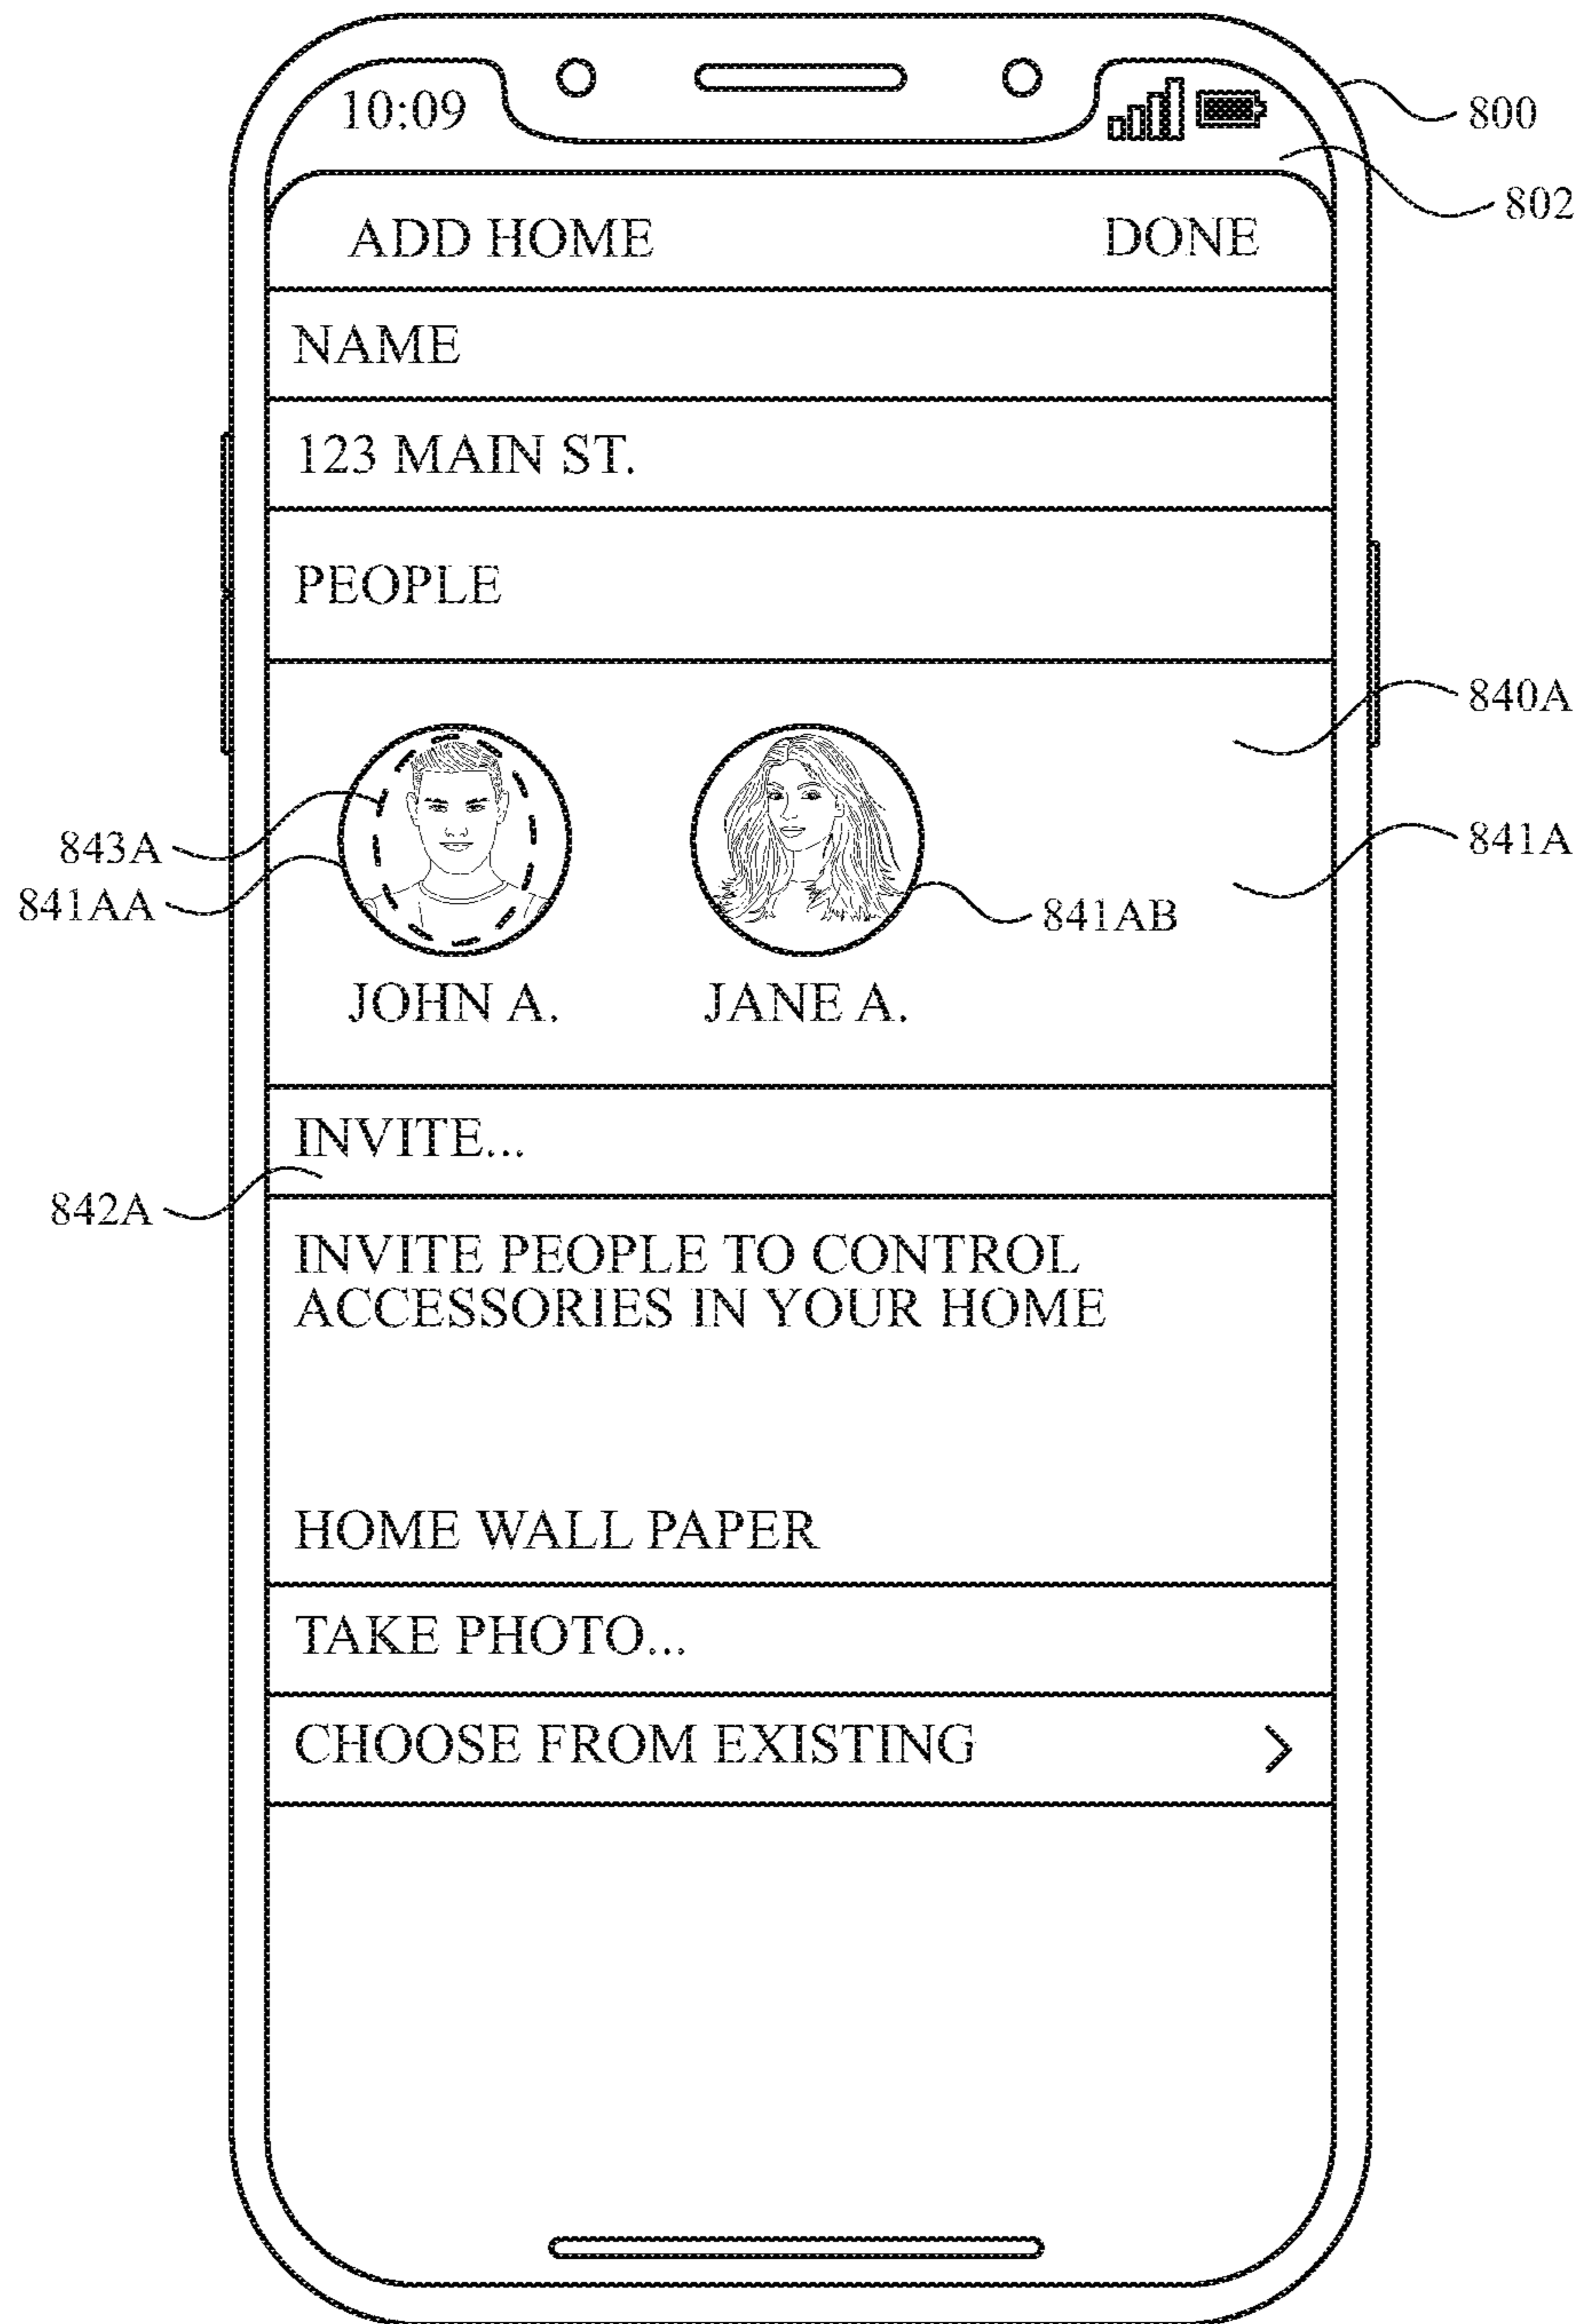 10:09
800
802
ADD HOME DONE
NAME
123 MAIN ST.
PEOPLE
840A
843A
841A
841AA
841AB
JOHN A. JANE A.
INVITE...
842A
INVITE PEOPLE TO CONTROL
ACCESSORIES IN YOUR HOME
HOME WALL PAPER
TAKE PHOTO...
CHOOSE FROM EXISTING